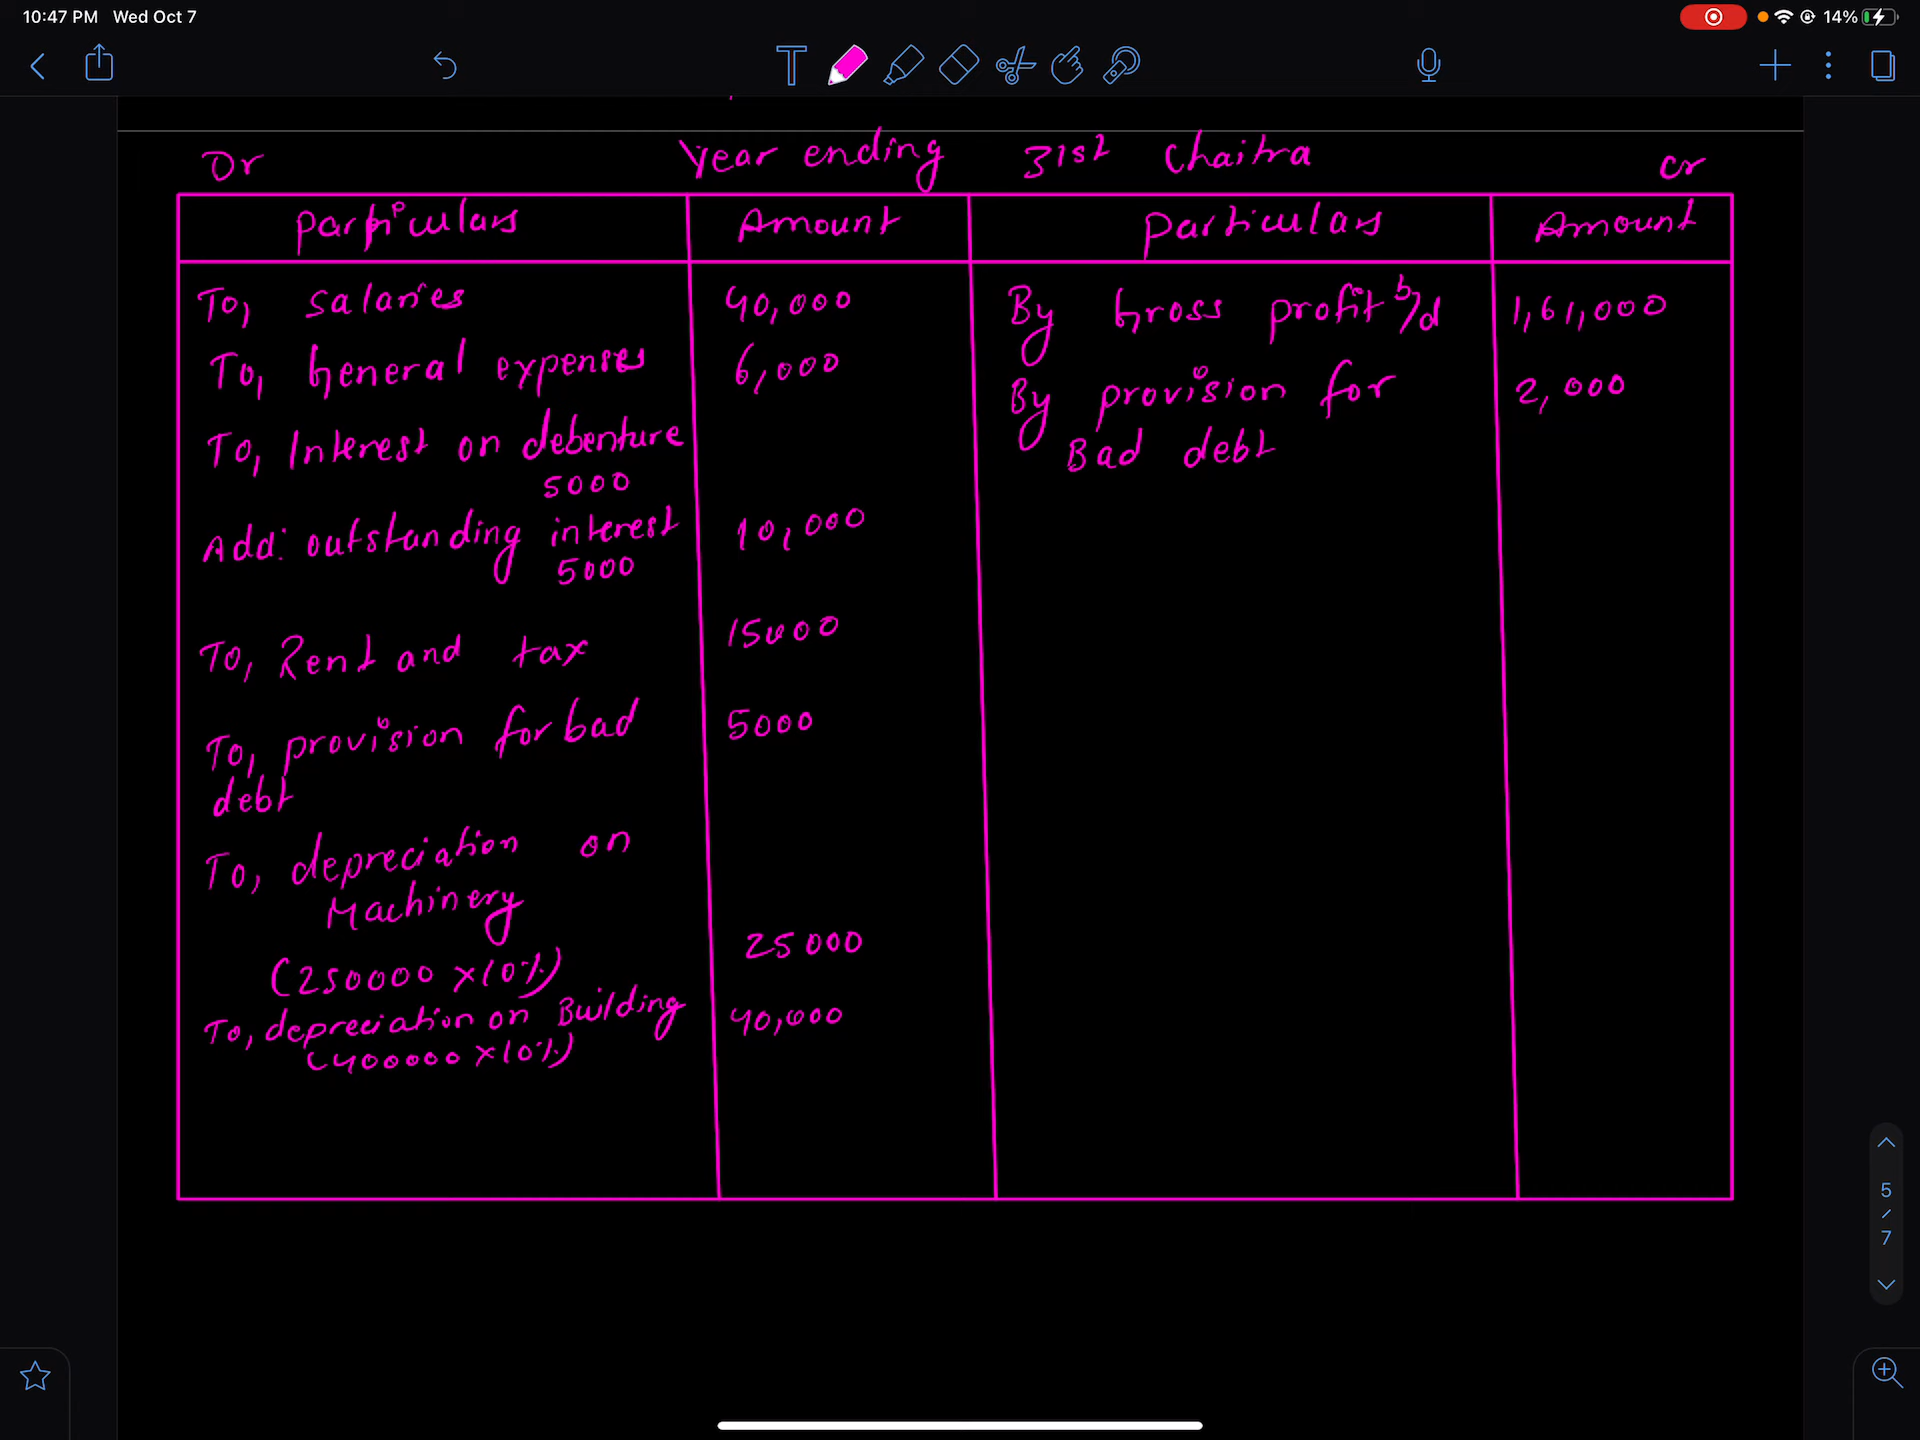 10:47 PM Wed Oct 7
14%
Dr Year ending 31st Chaitra cr
Particulars Amount Particulars Amount
To, salaries 40,000 By Gross profit b/d 1,61,000
To, General expenses 6,000 By provision for 2,000
Bad debt
To, Interest on debenture
5000
Add: outstanding interest 10,000
5000
To, Rent and tax 15000
To, provision for bad 5000
debt
To, depreciation on
Machinery
(250000 x 10%) 25000
To, depreciation on Building 40,000
(400000 x 10%)
5
/
7